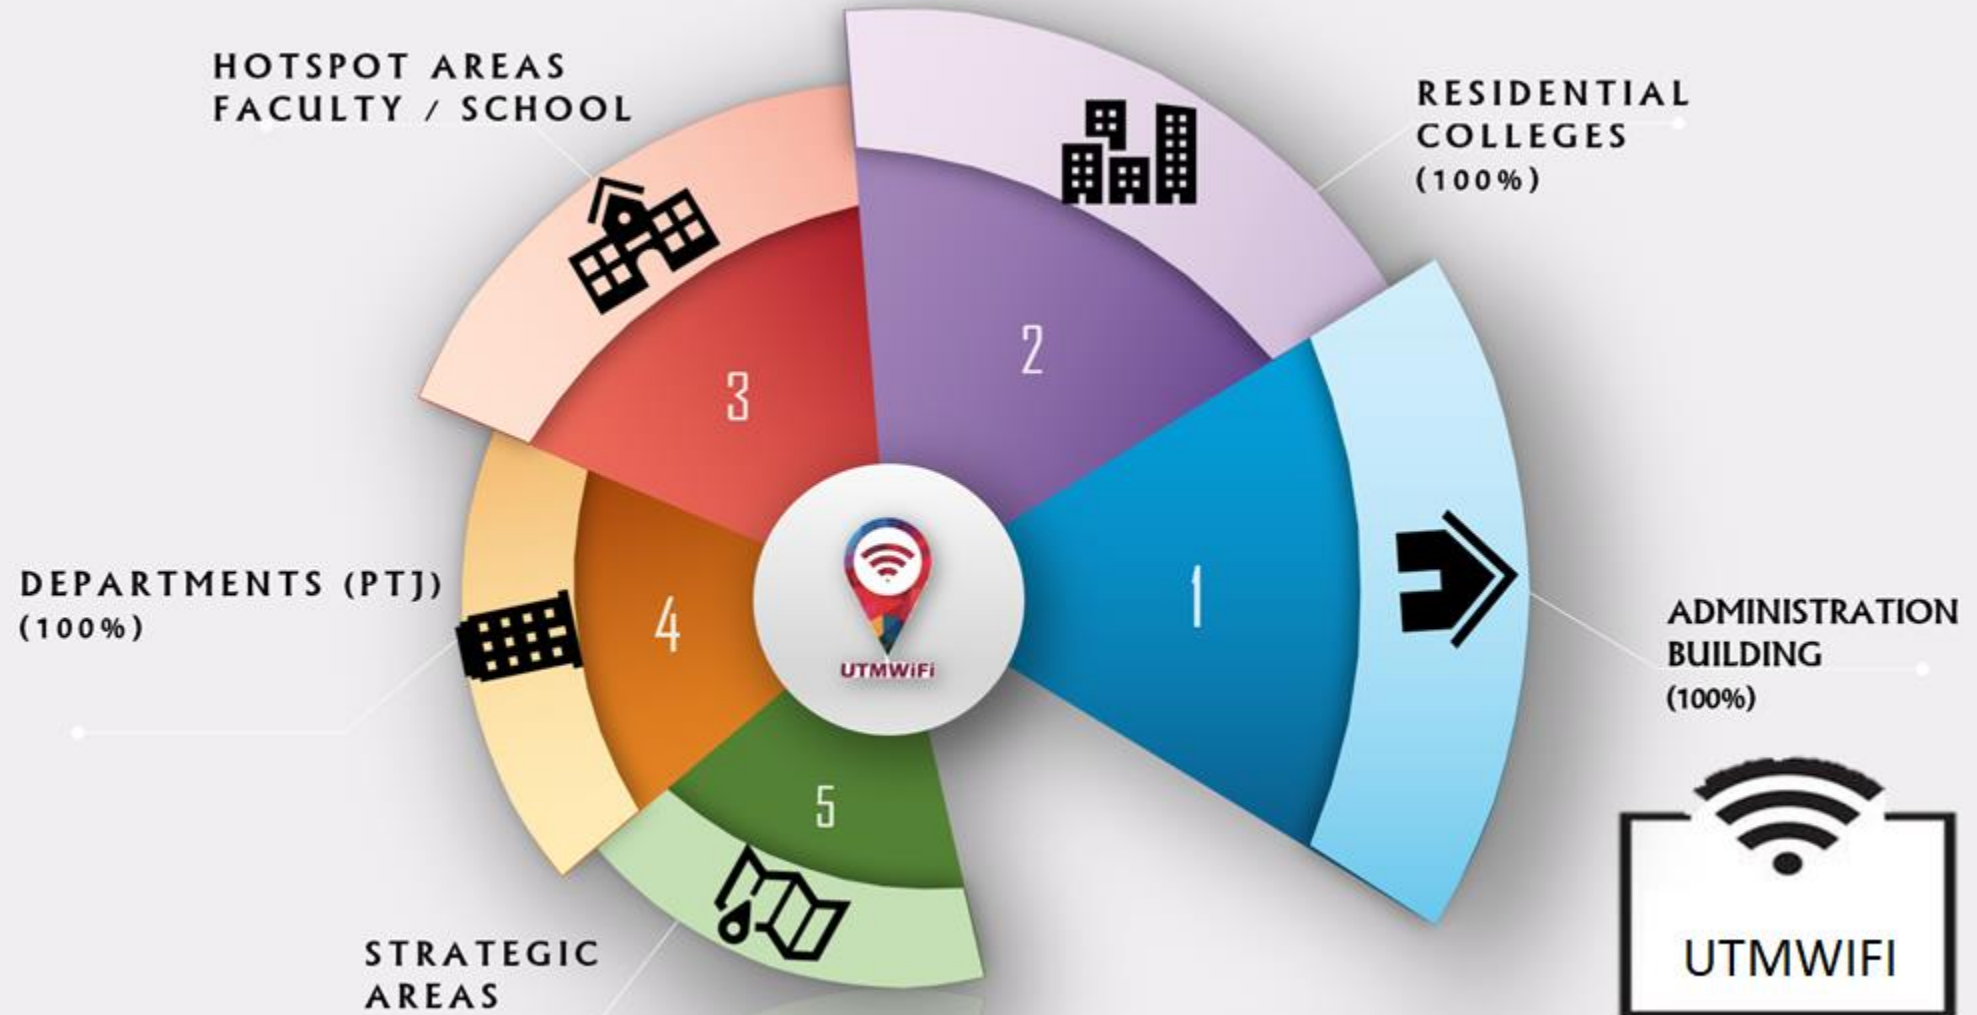 HOTSPOT AREAS
FACULTY / SCHOOL
RESIDENTIAL
COLLEGES
(100%)
2
3
1
4
5
UTMWiFi
DEPARTMENTS (PTJ)
(100%)
ADMINISTRATION
BUILDING
(100%)
STRATEGIC
AREAS
UTMWIFI